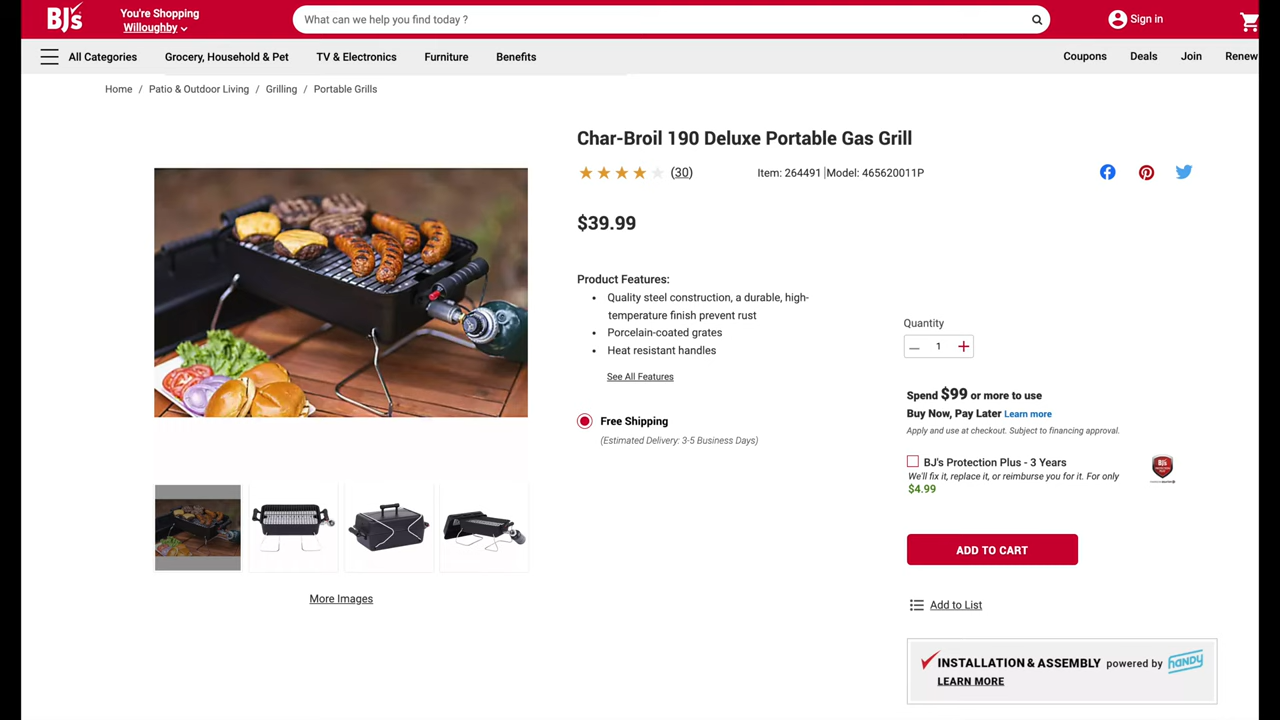 BJ's
You're Shopping
Willoughby
What can we help you find today ?
Sign in
All Categories
Grocery, Household & Pet
TV & Electronics
Furniture
Benefits
Coupons
Deals
Join
Renew
Home / Patio & Outdoor Living / Grilling / Portable Grills
Char-Broil 190 Deluxe Portable Gas Grill
(30)
Item: 264491 | Model: 465620011P
$39.99
Product Features:
• Quality steel construction, a durable, high-
temperature finish prevent rust
• Porcelain-coated grates
• Heat resistant handles
See All Features
Free Shipping
(Estimated Delivery: 3-5 Business Days)
Quantity
1
Spend $99 or more to use
Buy Now, Pay Later Learn more
Apply and use at checkout. Subject to financing approval.
BJ's Protection Plus - 3 Years
We'll fix it, replace it, or reimburse you for it. For only
$4.99
BJ's
ADD TO CART
Add to List
More Images
INSTALLATION & ASSEMBLY powered by HANDY
LEARN MORE